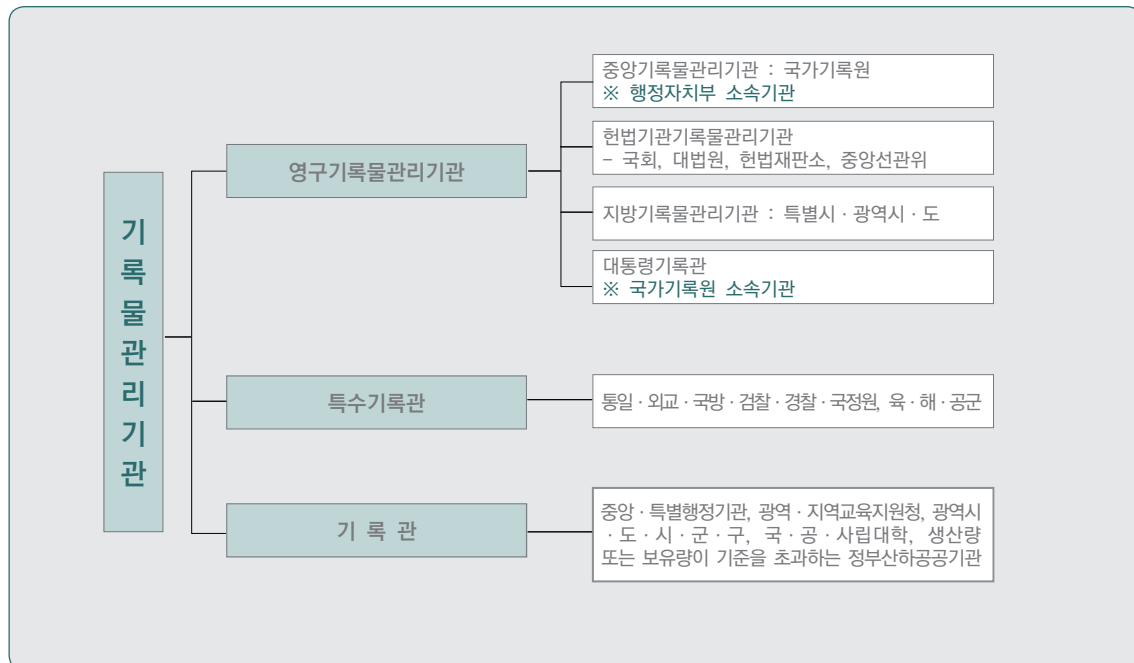 기록물관리기관
영구기록물관리기관
중앙기록물관리기관 : 국가기록원
※ 행정자치부 소속기관
헌법기관기록물관리기관
- 국회, 대법원, 헌법재판소, 중앙선관위
지방기록물관리기관 : 특별시·광역시·도
대통령기록관
※ 국가기록원 소속기관
특수기록관
통일·외교·국방·검찰·경찰·국정원, 육·해·공군
기 록 관
중앙·특별행정기관, 광역·지역교육지원청, 광역시
·도·시·군·구, 국·공·사립대학, 생산량
또는 보유량이 기준을 초과하는 정부산하공공기관